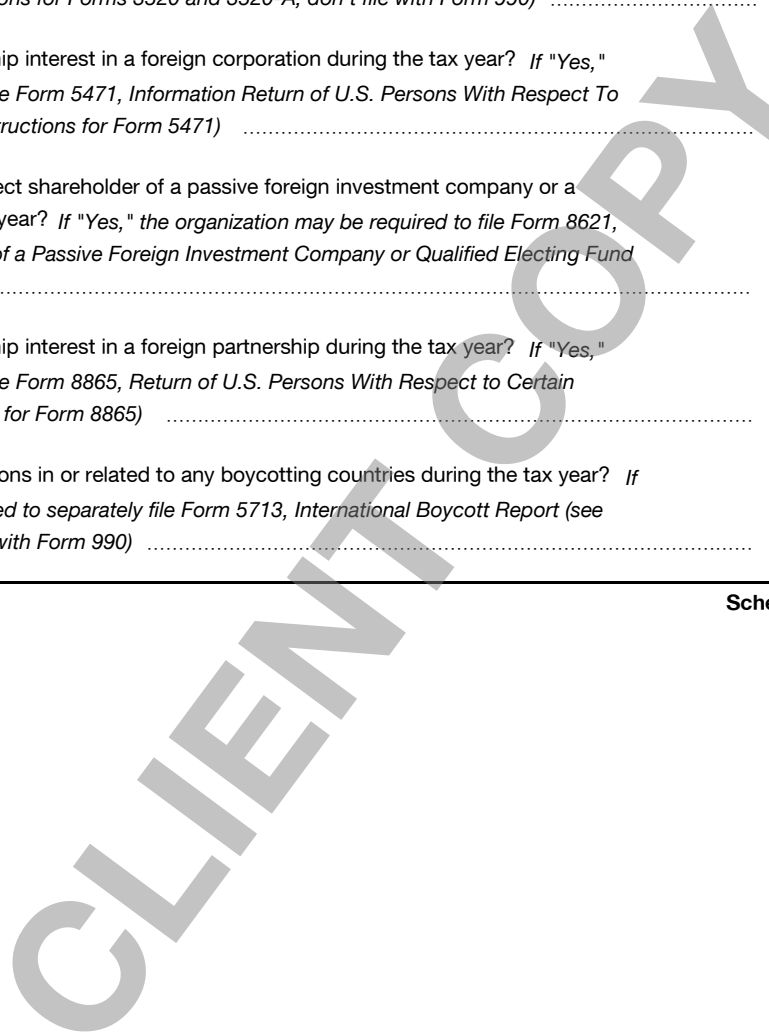 ons for Forms 3520 and 3520-A; don't file with Form 990)
ip interest in a foreign corporation during the tax year? If "Yes,"
e Form 5471, Information Return of U.S. Persons With Respect To
ructions for Form 5471)
ect shareholder of a passive foreign investment company or a
year? If "Yes," the organization may be required to file Form 8621,
of a Passive Foreign Investment Company or Qualified Electing Fund
ip interest in a foreign partnership during the tax year? If "Yes,"
e Form 8865, Return of U.S. Persons With Respect to Certain
for Form 8865)
ons in or related to any boycotting countries during the tax year? If
ed to separately file Form 5713, International Boycott Report (see
with Form 990)
Sche
CLIENT COPY